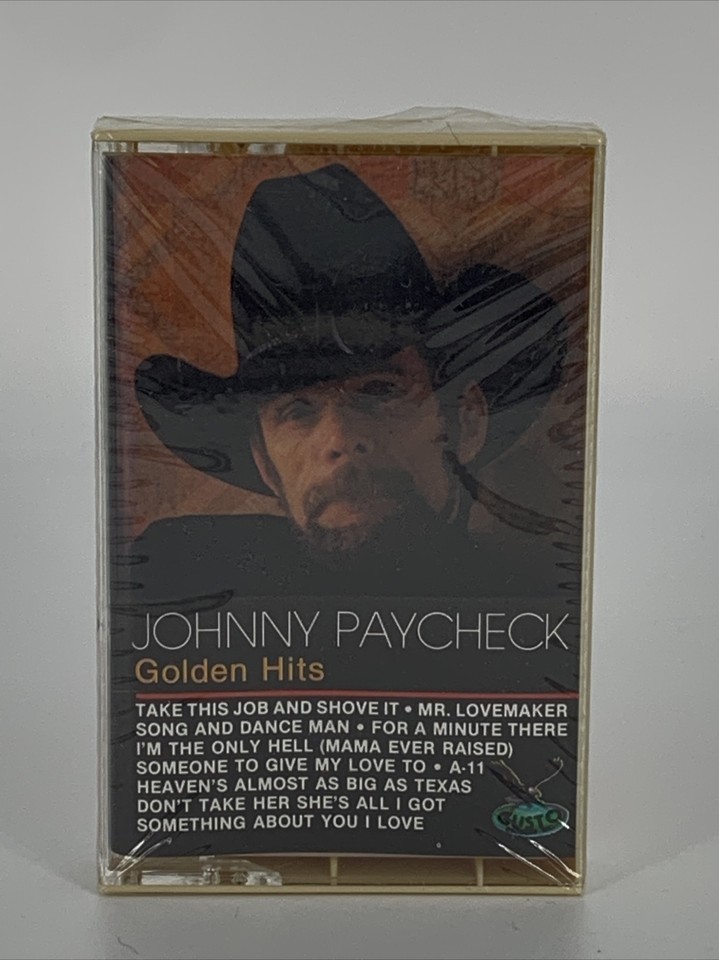 JOHNNY PAYCHECK
Golden Hits
TAKE THIS JOB AND SHOVE IT • MR. LOVEMAKER
SONG AND DANCE MAN • FOR A MINUTE THERE
I'M THE ONLY HELL (MAMA EVER RAISED)
SOMEONE TO GIVE MY LOVE TO • A-11
HEAVEN'S ALMOST AS BIG AS TEXAS
DON'T TAKE HER SHE'S ALL I GOT
SOMETHING ABOUT YOU I LOVE
GUSTO